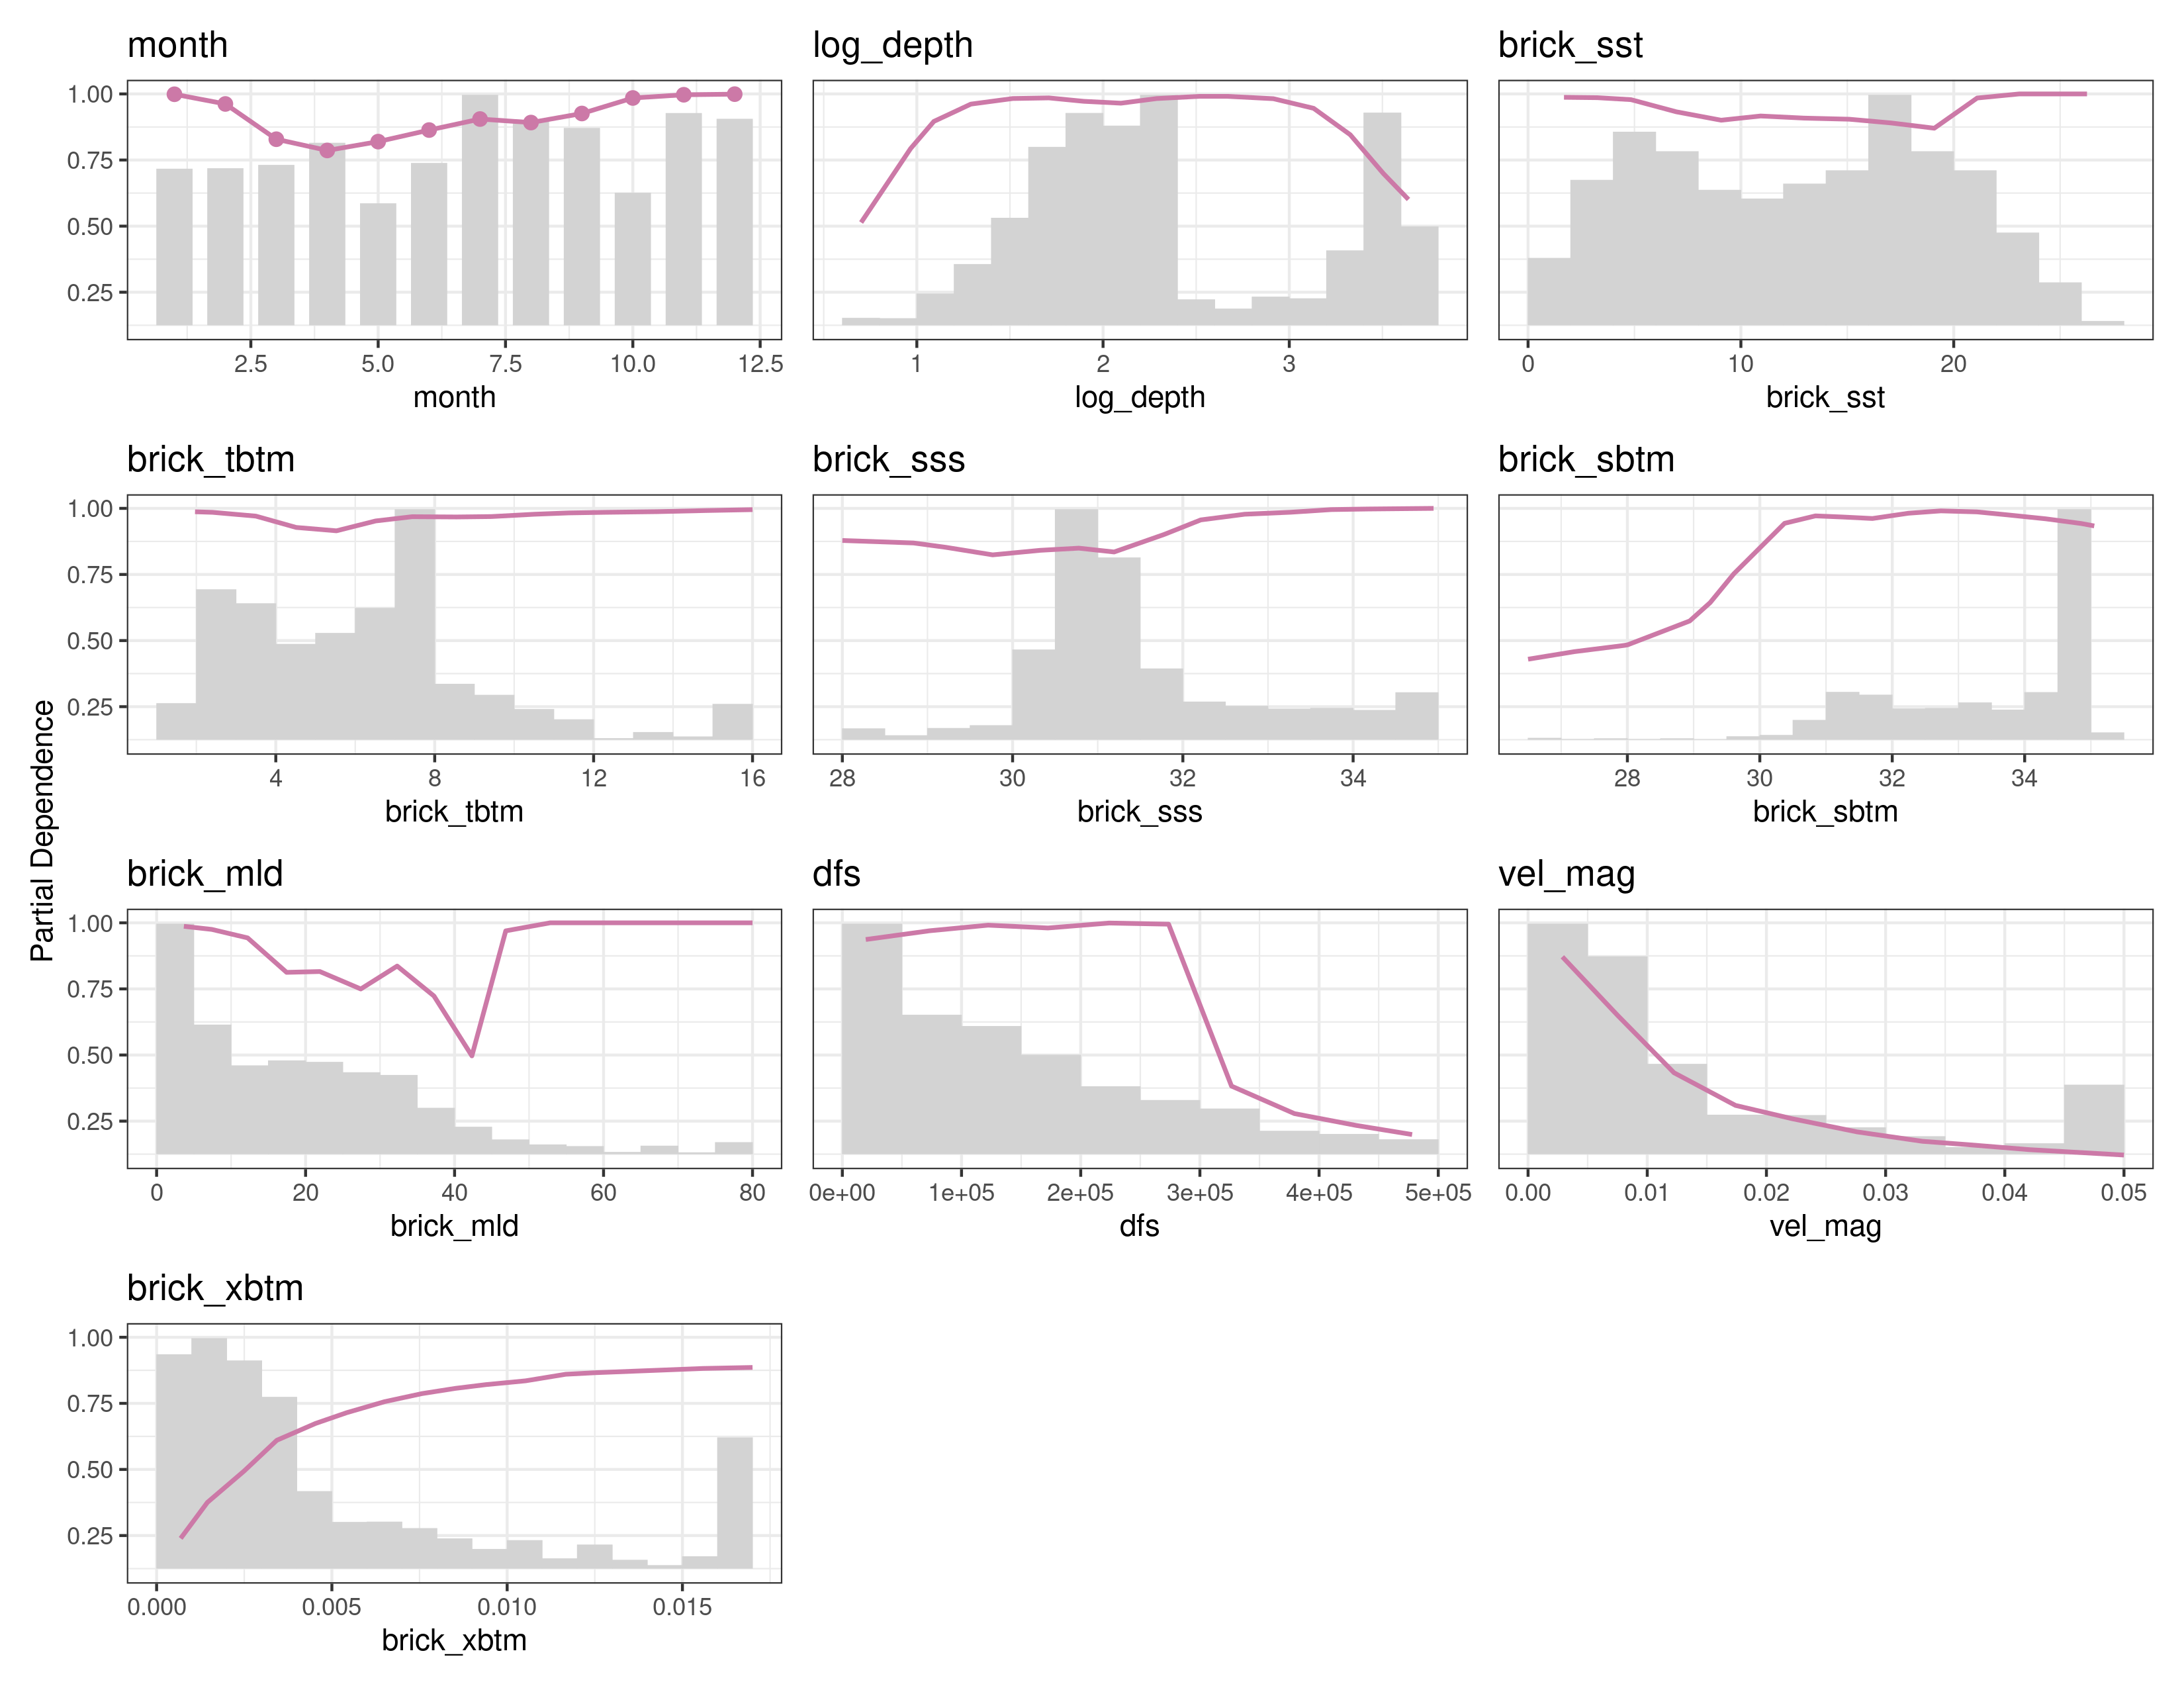 month log_depth brick_sst
1.00
0.75
0.50
0.25
2.5 5.0 7.5 10.0 12.5 1 2 3 0 10 20
month log_depth brick_sst
brick_tbtm brick_sss brick_sbtm
1.00
0.75
0.50
0.25
4 8 12 16 28 30 32 34 28 30 32 34
brick_tbtm brick_sss brick_sbtm
Partial Dependence
brick_mld dfs vel_mag
1.00
0.75
0.50
0.25
0 20 40 60 80 0e+00 1e+05 2e+05 3e+05 4e+05 5e+05 0.00 0.01 0.02 0.03 0.04 0.05
brick_mld dfs vel_mag
brick_xbtm
1.00
0.75
0.50
0.25
0.000 0.005 0.010 0.015
brick_xbtm